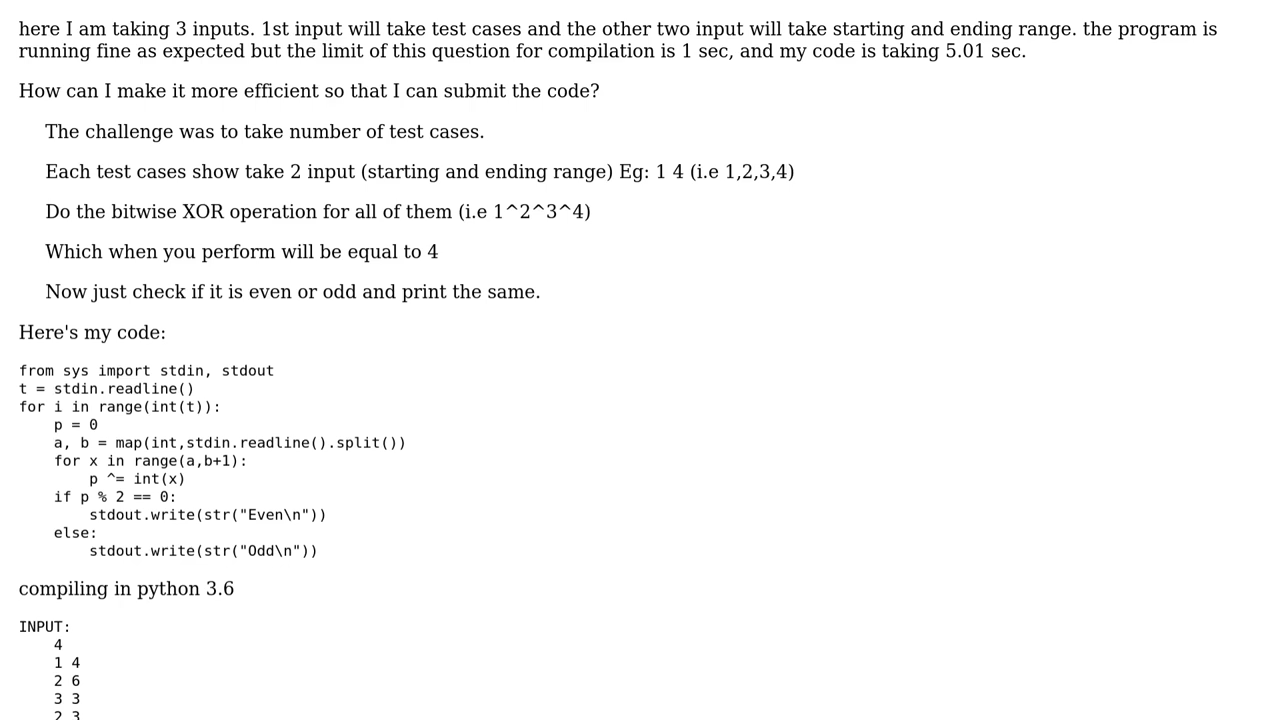 here I am taking 3 inputs. 1st input will take test cases and the other two input will take starting and ending range. the program is
running fine as expected but the limit of this question for compilation is 1 sec, and my code is taking 5.01 sec.
How can I make it more efficient so that I can submit the code?
The challenge was to take number of test cases.
Each test cases show take 2 input (starting and ending range) Eg: 1 4 (i.e 1,2,3,4)
Do the bitwise XOR operation for all of them (i.e 1^2^3^4)
Which when you perform will be equal to 4
Now just check if it is even or odd and print the same.
Here's my code:
from sys import stdin, stdout
t = stdin.readline()
for i in range(int(t)):
    p = 0
    a, b = map(int,stdin.readline().split())
    for x in range(a,b+1):
        p ^= int(x)
    if p % 2 == 0:
        stdout.write(str("Even\n"))
    else:
        stdout.write(str("Odd\n"))
compiling in python 3.6
INPUT:
    4
    1 4
    2 6
    3 3
    2 3